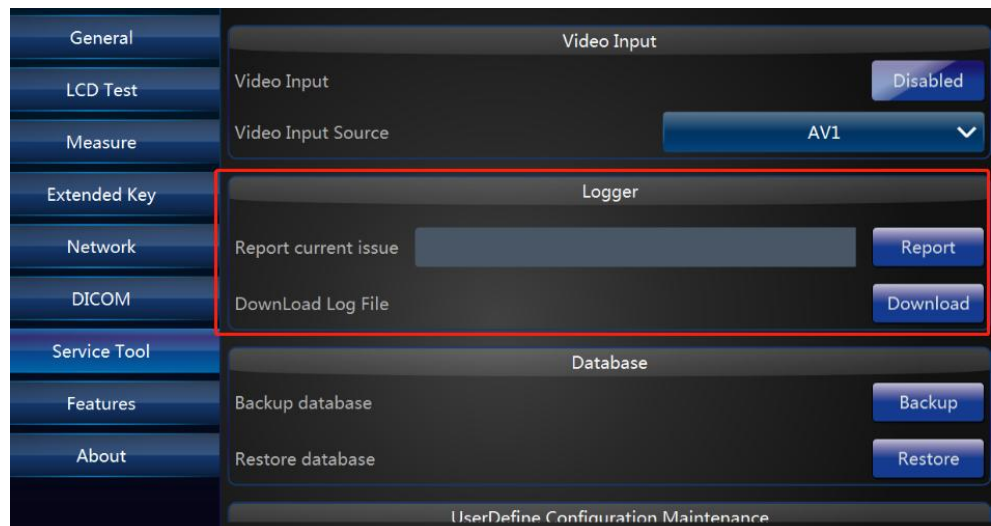 General
LCD Test
Measure
Extended Key
Network
DICOM
Service Tool
Features
About
Video Input
Video Input Disabled
Video Input Source AV1
Logger
Report current issue Report
DownLoad Log File Download
Database
Backup database Backup
Restore database Restore
UserDefine Configuration Maintenance